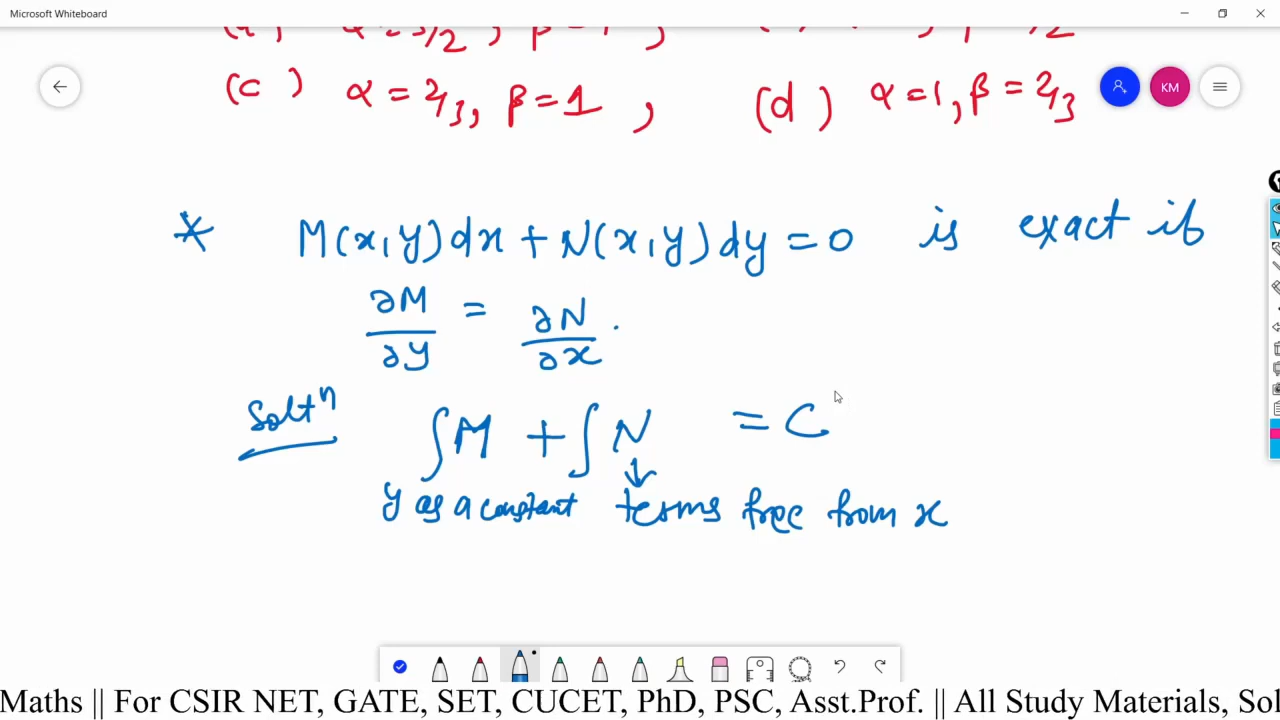 Microsoft Whiteboard
(c) α = 2/3, β = 1, (d) α = 1, β = 2/3
KM
* M(x,y)dx + N(x,y)dy = 0 is exact if
∂M/∂y = ∂N/∂x.
Soltⁿ ∫M + ∫N = C
y as a constant terms free from x
Maths || For CSIR NET, GATE, SET, CUCET, PhD, PSC, Asst.Prof. || All Study Materials, Sol